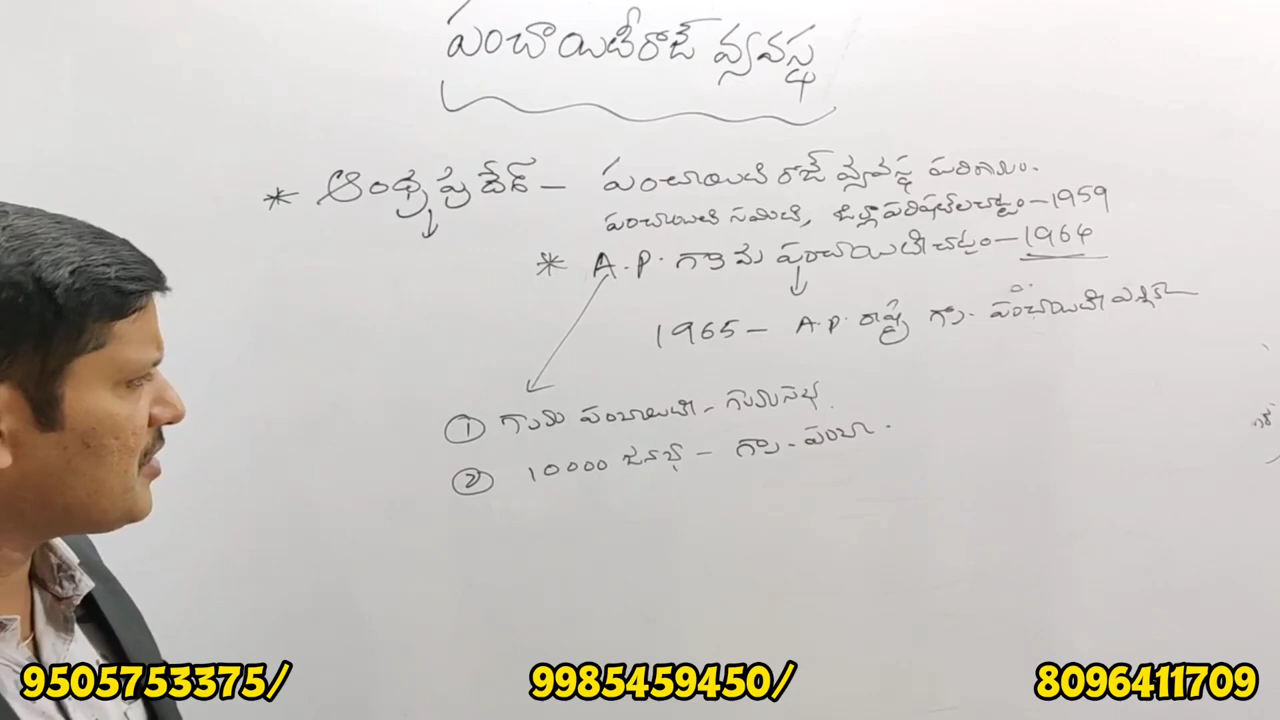 పంచాయితీరాజ్ వ్యవస్థ
* ఆంధ్రప్రదేశ్ - పంచాయితి రాజ్ వ్యవస్థ పరిణామం.
పంచాయితి సమితి, జిల్లా పరిషత్‌ల చట్టం - 1959
* A.P. గ్రామ పంచాయితీ చట్టం - 1964
1965 - A.P. రాష్ట్ర గ్రా. పంచాయితీ
① గ్రామ పంచాయితీ - గ్రామసభ.
② 10000 జనాభా - గ్రా. పంచా.
9505753375/ 9985459450/ 8096411709